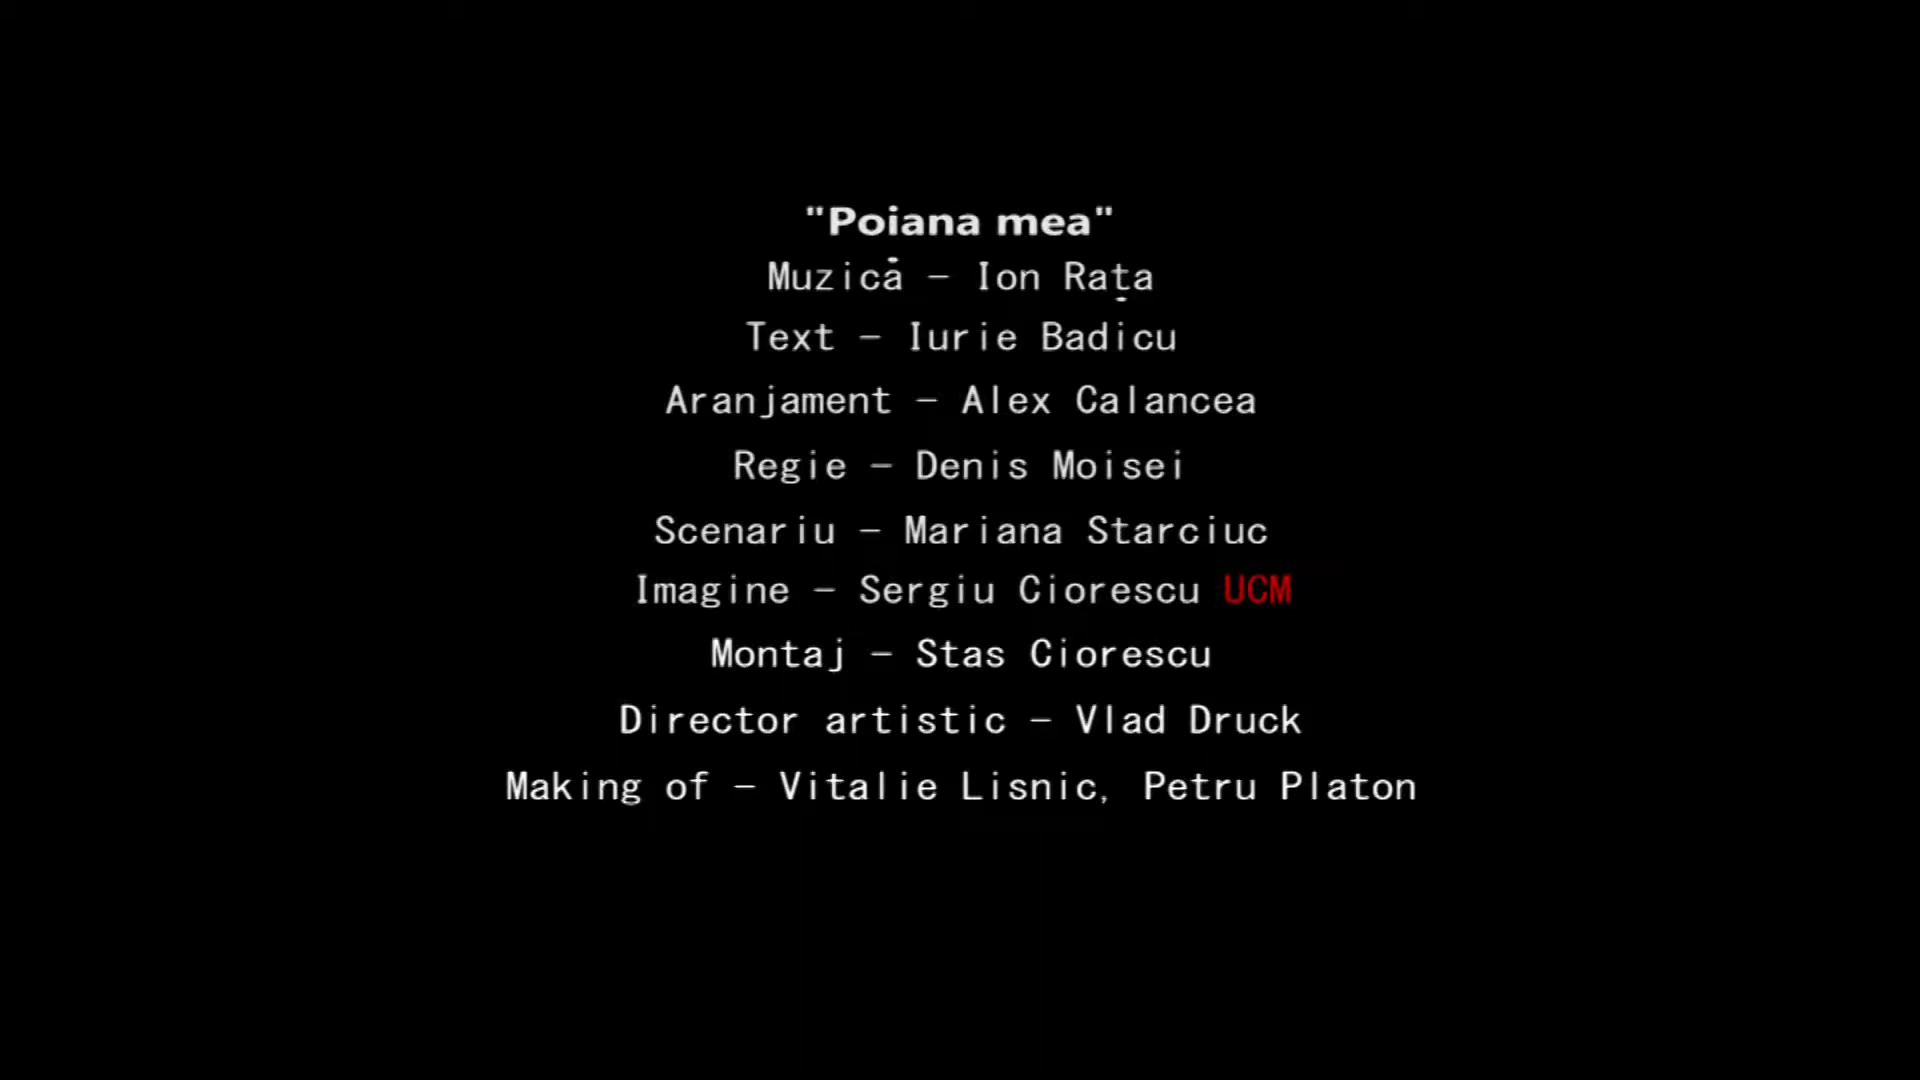 "Poiana mea"
Muzică - Ion Rața
Text - Iurie Badicu
Aranjament - Alex Calancea
Regie - Denis Moisei
Scenariu - Mariana Starciuc
Imagine - Sergiu Ciorescu UCM
Montaj - Stas Ciorescu
Director artistic - Vlad Druck
Making of - Vitalie Lisnic, Petru Platon